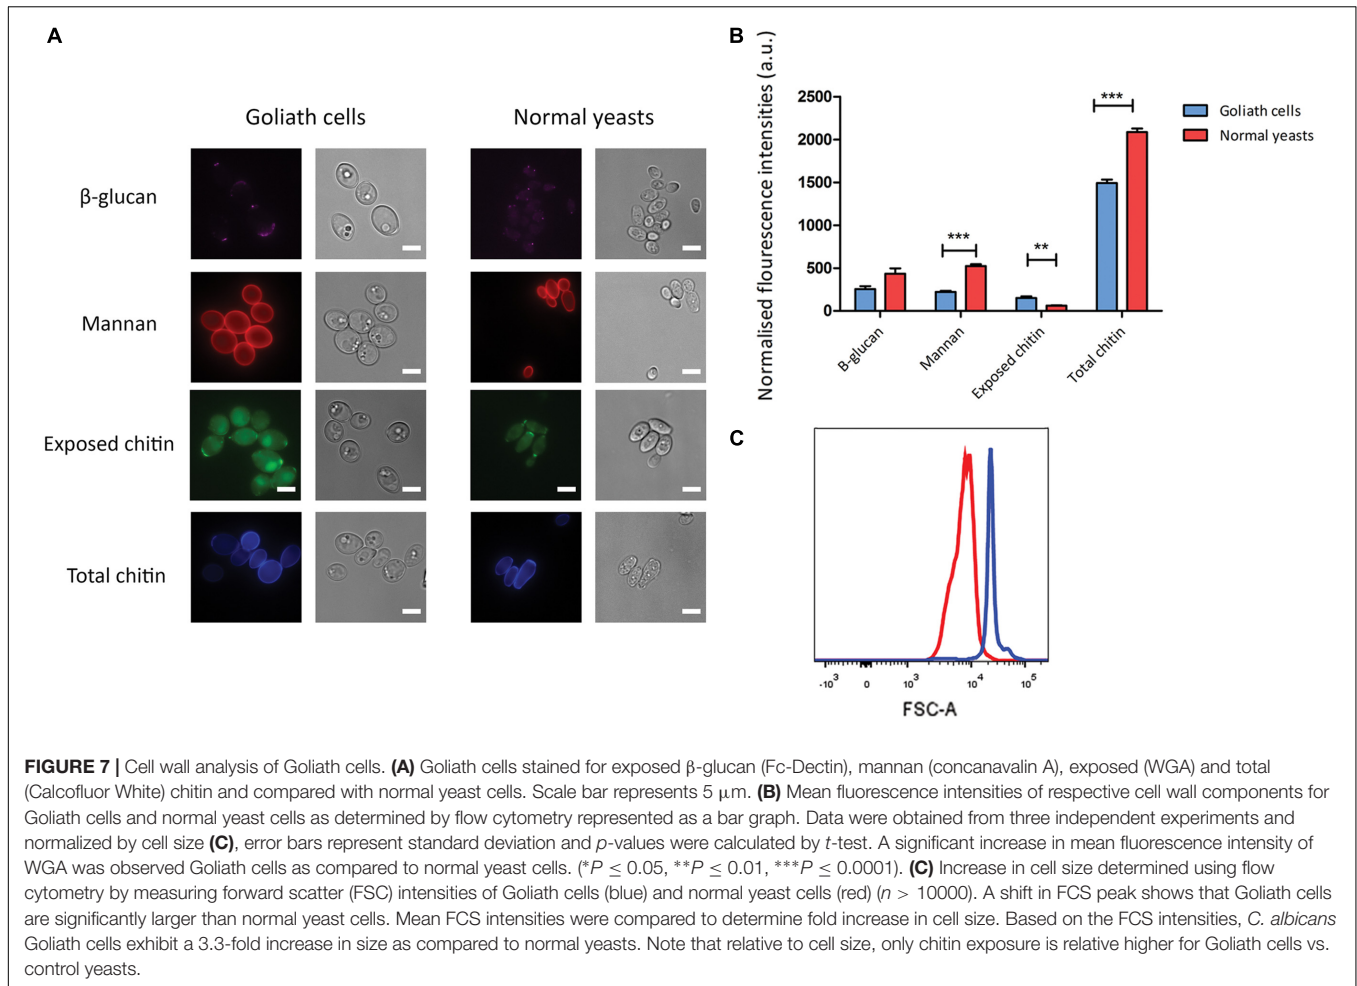 A
Goliath cells
Normal yeasts
β-glucan
Mannan
Exposed chitin
Total chitin
B
Normalised flourescence intensities (a.u.)
2500
2000
1500
1000
500
0
***
**
***
Goliath cells
Normal yeasts
B-glucan
Mannan
Exposed chitin
Total chitin
C
-10³ 0 10³ 10⁴ 10⁵
FSC-A
FIGURE 7 | Cell wall analysis of Goliath cells. (A) Goliath cells stained for exposed β-glucan (Fc-Dectin), mannan (concanavalin A), exposed (WGA) and total
(Calcofluor White) chitin and compared with normal yeast cells. Scale bar represents 5 μm. (B) Mean fluorescence intensities of respective cell wall components for
Goliath cells and normal yeast cells as determined by flow cytometry represented as a bar graph. Data were obtained from three independent experiments and
normalized by cell size (C), error bars represent standard deviation and p-values were calculated by t-test. A significant increase in mean fluorescence intensity of
WGA was observed Goliath cells as compared to normal yeast cells. (*P ≤ 0.05, **P ≤ 0.01, ***P ≤ 0.0001). (C) Increase in cell size determined using flow
cytometry by measuring forward scatter (FSC) intensities of Goliath cells (blue) and normal yeast cells (red) (n > 10000). A shift in FCS peak shows that Goliath cells
are significantly larger than normal yeast cells. Mean FCS intensities were compared to determine fold increase in cell size. Based on the FCS intensities, C. albicans
Goliath cells exhibit a 3.3-fold increase in size as compared to normal yeasts. Note that relative to cell size, only chitin exposure is relative higher for Goliath cells vs.
control yeasts.